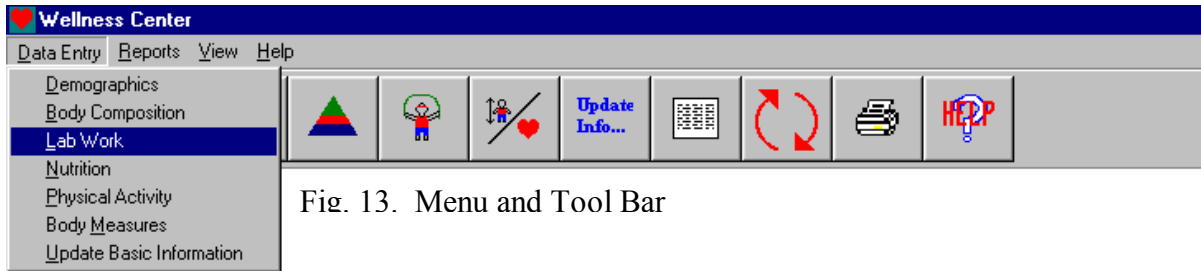 Wellness Center
Data Entry Reports View Help
Demographics
Body Composition
Lab Work
Nutrition
Physical Activity
Body Measures
Update Basic Information
Update
Info...
HELP
Fig. 13. Menu and Tool Bar